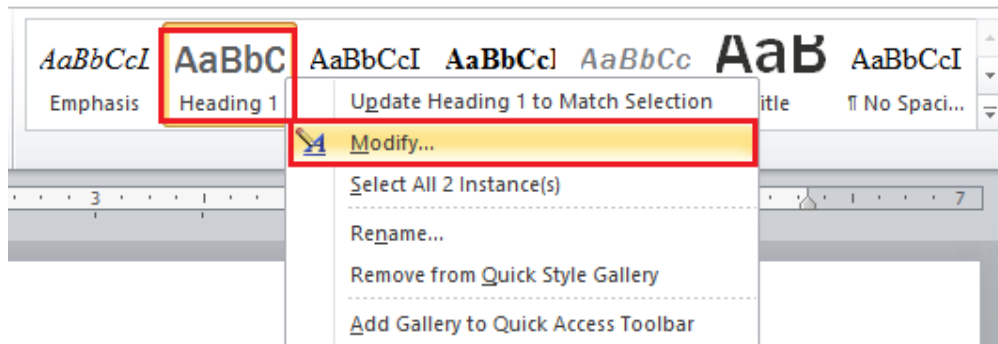 AaBbCcI AaBbC AaBbCcI AaBbCcl AaBbCc AaB AaBbCcI
Emphasis Heading 1 itle ¶ No Spaci...
Update Heading 1 to Match Selection
Modify...
Select All 2 Instance(s)
Rename...
Remove from Quick Style Gallery
Add Gallery to Quick Access Toolbar
3 7